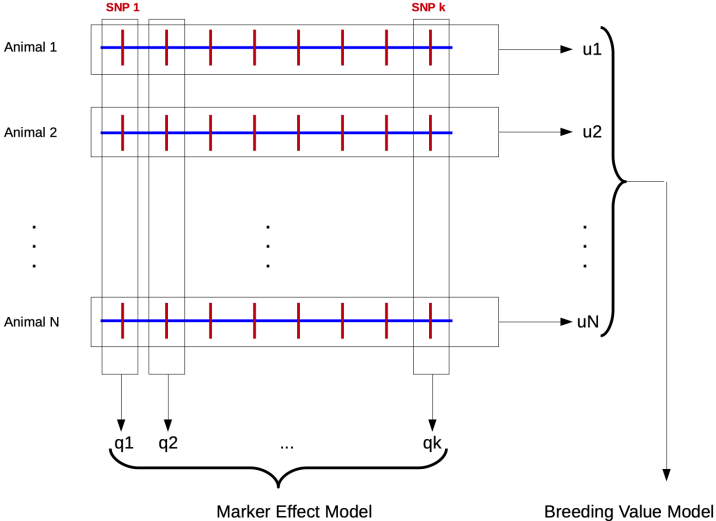 SNP 1 SNP k
Animal 1 u1
Animal 2 u2
. . .
. . .
. . .
Animal N uN
q1 q2 ... qk
Marker Effect Model Breeding Value Model